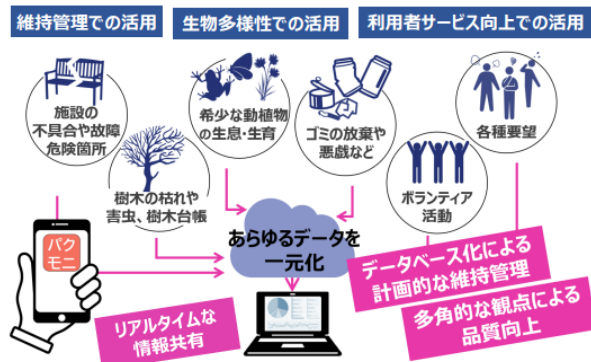 維持管理での活用
生物多様性での活用
利用者サービス向上での活用
施設の
不具合や故障
危険箇所
樹木の枯れや
害虫、樹木台帳
希少な動植物
の生息・生育
ゴミの放棄や
悪戯など
ボランティア
活動
各種要望
パク
モニ
あらゆるデータを
一元化
リアルタイムな
情報共有
データベース化による
計画的な維持管理
多角的な観点による
品質向上